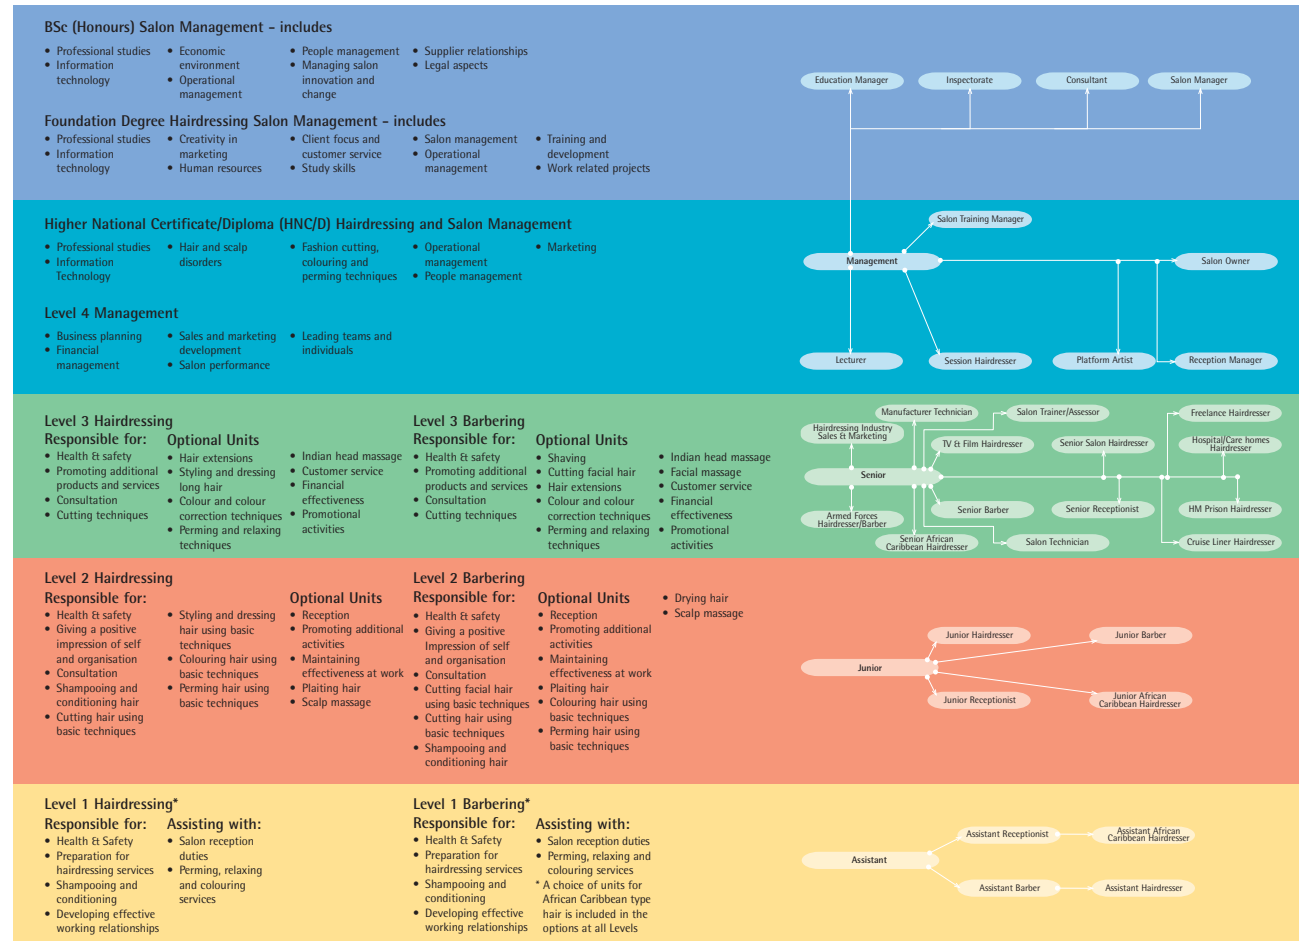 BSc (Honours) Salon Management - includes
• Professional studies
• Information
technology
• Economic
environment
• Operational
management
• People management
• Managing salon
innovation and
change
• Supplier relationships
• Legal aspects
Foundation Degree Hairdressing Salon Management - includes
• Professional studies
• Information
technology
• Creativity in
marketing
• Human resources
• Client focus and
customer service
• Study skills
• Salon management
• Operational
management
• Training and
development
• Work related projects
Education Manager
Inspectorate
Consultant
Salon Manager
Higher National Certificate/Diploma (HNC/D) Hairdressing and Salon Management
• Professional studies
• Information
Technology
• Hair and scalp
disorders
• Fashion cutting,
colouring and
perming techniques
• Operational
management
• People management
• Marketing
Level 4 Management
• Business planning
• Financial
management
• Sales and marketing
development
• Salon performance
• Leading teams and
individuals
Salon Training Manager
Management
Salon Owner
Lecturer
Session Hairdresser
Platform Artist
Reception Manager
Level 3 Hairdressing
Responsible for:
• Health & safety
• Promoting additional
products and services
• Consultation
• Cutting techniques
Optional Units
• Hair extensions
• Styling and dressing
long hair
• Colour and colour
correction techniques
• Perming and relaxing
techniques
• Indian head massage
• Customer service
• Financial
effectiveness
• Promotional
activities
Level 3 Barbering
Responsible for:
• Health & safety
• Promoting additional
products and services
• Consultation
• Cutting techniques
Optional Units
• Shaving
• Cutting facial hair
• Hair extensions
• Colour and colour
correction techniques
• Perming and relaxing
techniques
• Indian head massage
• Facial massage
• Customer service
• Financial
effectiveness
• Promotional
activities
Manufacturer Technician
Salon Trainer/Assessor
Freelance Hairdresser
Hairdressing Industry
Sales & Marketing
TV & Film Hairdresser
Senior Salon Hairdresser
Hospital/Care homes
Hairdresser
Senior
Armed Forces
Hairdresser/Barber
Senior Barber
Senior Receptionist
HM Prison Hairdresser
Senior African
Caribbean Hairdresser
Salon Technician
Cruise Liner Hairdresser
Level 2 Hairdressing
Responsible for:
• Health & safety
• Giving a positive
impression of self
and organisation
• Consultation
• Shampooing and
conditioning hair
• Cutting hair using
basic techniques
• Styling and dressing
hair using basic
techniques
• Colouring hair using
basic techniques
• Perming hair using
basic techniques
Optional Units
• Reception
• Promoting additional
activities
• Maintaining
effectiveness at work
• Plaiting hair
• Scalp massage
Level 2 Barbering
Responsible for:
• Health & safety
• Giving a positive
Impression of self
and organisation
• Consultation
• Cutting facial hair
using basic techniques
• Cutting hair using
basic techniques
• Shampooing and
conditioning hair
Optional Units
• Reception
• Promoting additional
activities
• Maintaining
effectiveness at work
• Plaiting hair
• Colouring hair using
basic techniques
• Perming hair using
basic techniques
• Drying hair
• Scalp massage
Junior Hairdresser
Junior Barber
Junior
Junior Receptionist
Junior African
Caribbean Hairdresser
Level 1 Hairdressing*
Responsible for:
• Health & Safety
• Preparation for
hairdressing services
• Shampooing and
conditioning
• Developing effective
working relationships
Assisting with:
• Salon reception
duties
• Perming, relaxing
and colouring
services
Level 1 Barbering*
Responsible for:
• Health & Safety
• Preparation for
hairdressing services
• Shampooing and
conditioning
• Developing effective
working relationships
Assisting with:
• Salon reception duties
• Perming, relaxing and
colouring services
* A choice of units for
African Caribbean type
hair is included in the
options at all Levels
Assistant Receptionist
Assistant African
Caribbean Hairdresser
Assistant
Assistant Barber
Assistant Hairdresser